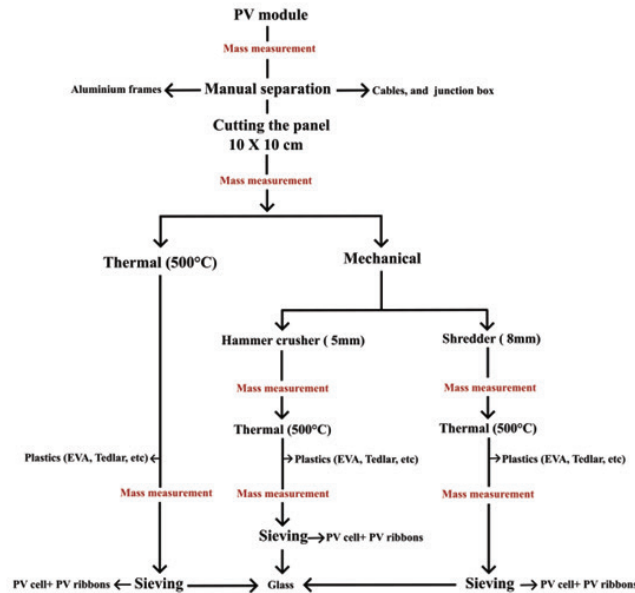 PV module
Mass measurement
Aluminium frames
Manual separation
Cables, and junction box
Cutting the panel
10 X 10 cm
Mass measurement
Thermal (500°C)
Mechanical
Hammer crusher ( 5mm)
Shredder ( 8mm)
Mass measurement
Mass measurement
Thermal (500°C)
Thermal (500°C)
Plastics (EVA, Tedlar, etc)
Plastics (EVA, Tedlar, etc)
Plastics (EVA, Tedlar, etc)
Mass measurement
Mass measurement
Mass measurement
Sieving
PV cell+ PV ribbons
PV cell+ PV ribbons
Sieving
Glass
Sieving
PV cell+ PV ribbons